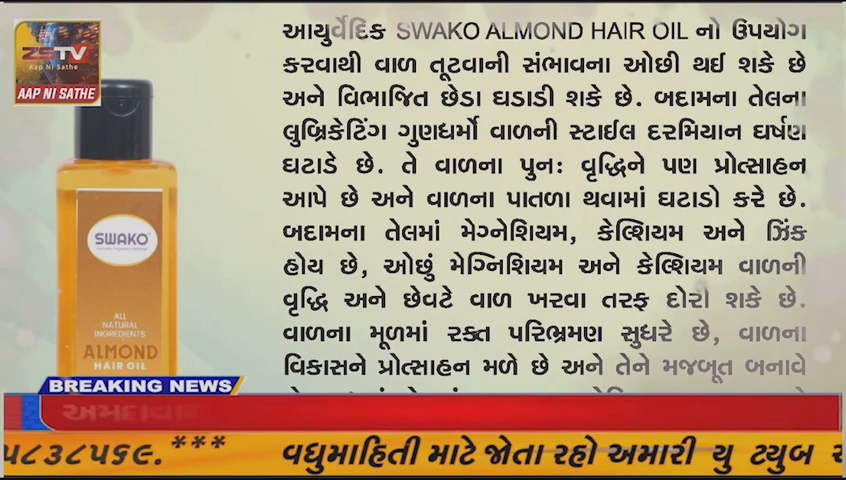 ZSTV
Aap Ni Sathe
AAP NI SATHE
આયુર્વેદિક SWAKO ALMOND HAIR OIL નો ઉપયોગ
કરવાથી વાળ તૂટવાની સંભાવના ઓછી થઈ શકે છે
અને વિભાજિત છેડા ઘડાડી શકે છે. બદામના તેલના
લુબ્રિકેટિંગ ગુણધર્મો વાળની સ્ટાઈલ દરમિયાન ઘર્ષણ
ઘટાડે છે. તે વાળના પુનઃ વૃદ્ધિને પણ પ્રોત્સાહન
આપે છે અને વાળના પાતળા થવામાં ઘટાડો કરે છે.
બદામના તેલમાં મેગ્નેશિયમ, કેલ્શિયમ અને ઝિંક
હોય છે, ઓછું મેગ્નિશિયમ અને કેલ્શિયમ વાળની
વૃદ્ધિ અને છેવટે વાળ ખરવા તરફ દોરી શકે છે.
વાળના મૂળમાં રક્ત પરિભ્રમણ સુધરે છે, વાળના
વિકાસને પ્રોત્સાહન મળે છે અને તેને મજબૂત બનાવે
SWAKO
ALL
NATURAL
INGREDIENTS
ALMOND
HAIR OIL
BREAKING NEWS
અમદાવા
૫૮૩૮૫૬૯.*** વધુમાહિતી માટે જોતા રહો અમારી યુ ટ્યુબ